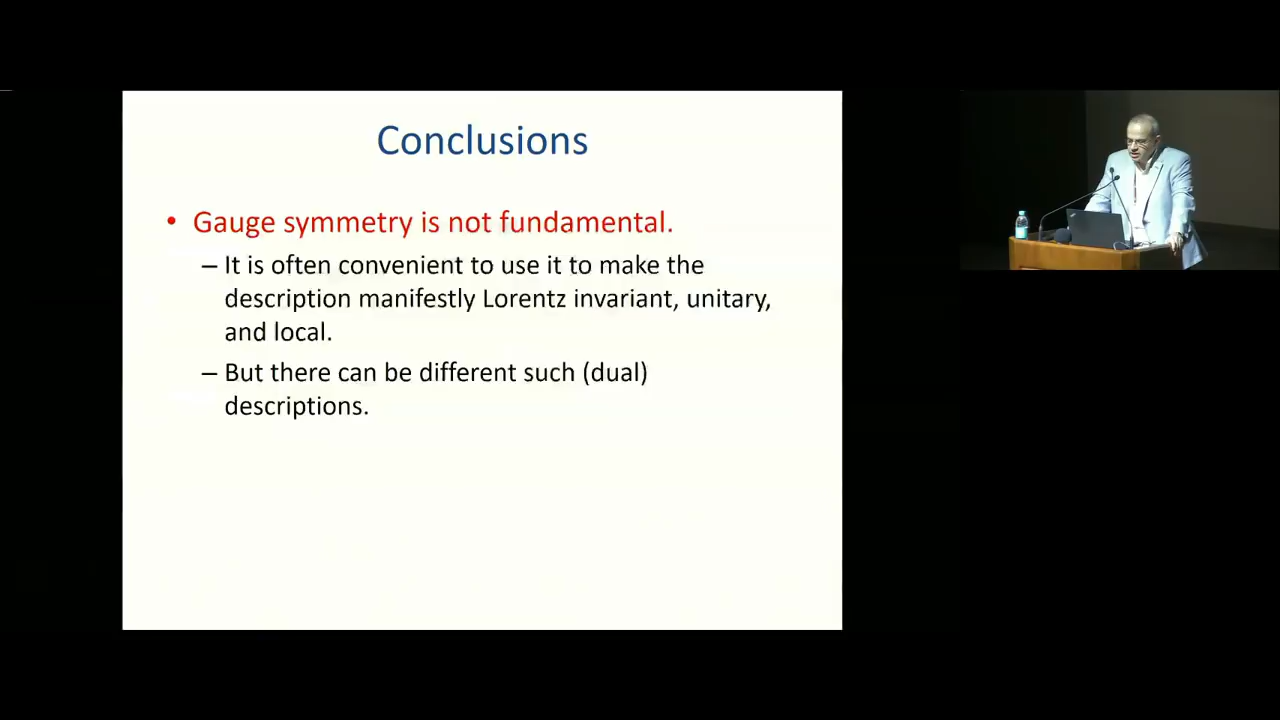 Conclusions
• Gauge symmetry is not fundamental.
– It is often convenient to use it to make the
description manifestly Lorentz invariant, unitary,
and local.
– But there can be different such (dual)
descriptions.